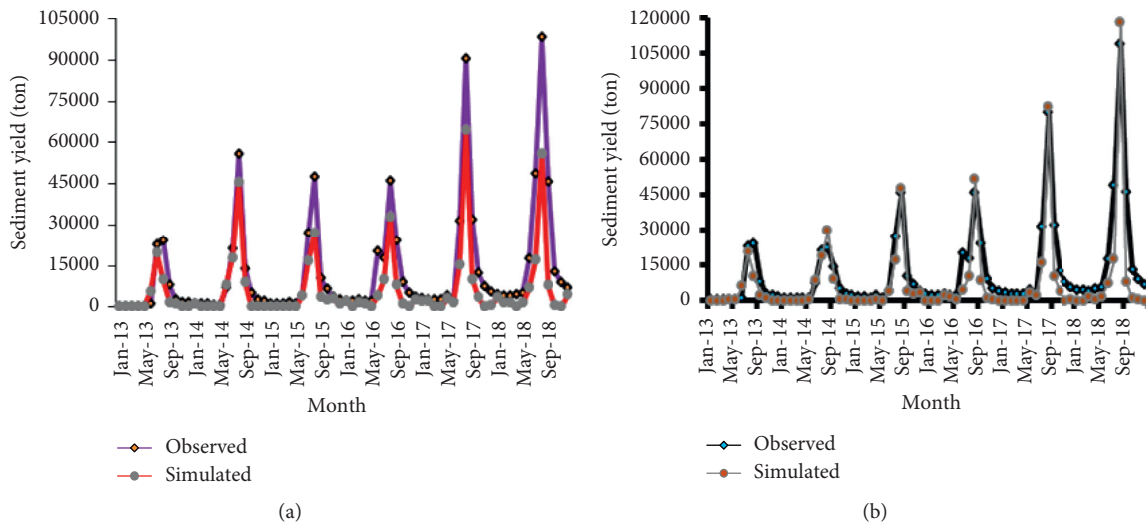 105000
90000
75000
60000
45000
30000
15000
0
Sediment yield (ton)
Jan-13
May-13
Sep-13
Jan-14
May-14
Sep-14
Jan-15
May-15
Sep-15
Jan-16
May-16
Sep-16
Jan-17
May-17
Sep-17
Jan-18
May-18
Sep-18
Month
Observed
Simulated
(a)
120000
105000
90000
75000
60000
45000
30000
15000
0
Sediment yield (ton)
Jan-13
May-13
Sep-13
Jan-14
May-14
Sep-14
Jan-15
May-15
Sep-15
Jan-16
May-16
Sep-16
Jan-17
May-17
Sep-17
Jan-18
May-18
Sep-18
Month
Observed
Simulated
(b)